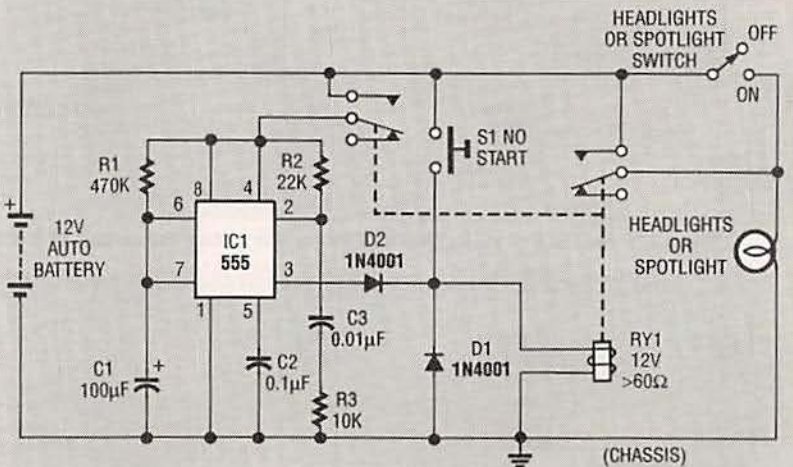 HEADLIGHTS
OR SPOTLIGHT
SWITCH
OFF
ON
S1 NO
START
R1
470K
R2
22K
8
4
6
2
7
3
1
5
IC1
555
+
12V
AUTO
BATTERY
D2
1N4001
HEADLIGHTS
OR
SPOTLIGHT
C1
100µF
+
C2
0.1µF
C3
0.01µF
R3
10K
D1
1N4001
RY1
12V
>60Ω
(CHASSIS)